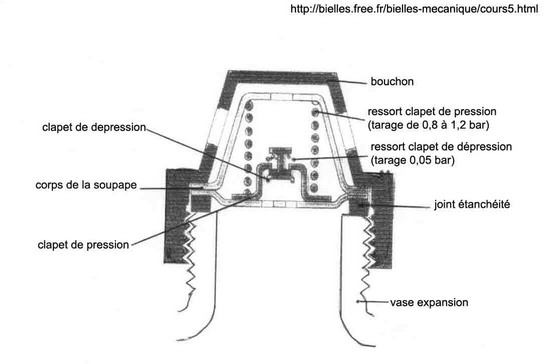 http://bielles.free.fr/bielles-mecanique/cours5.html
bouchon
ressort clapet de pression
(tarage de 0,8 à 1,2 bar)
clapet de depression
ressort clapet de dépression
(tarage 0,05 bar)
corps de la soupape
joint étanchéité
clapet de pression
vase expansion